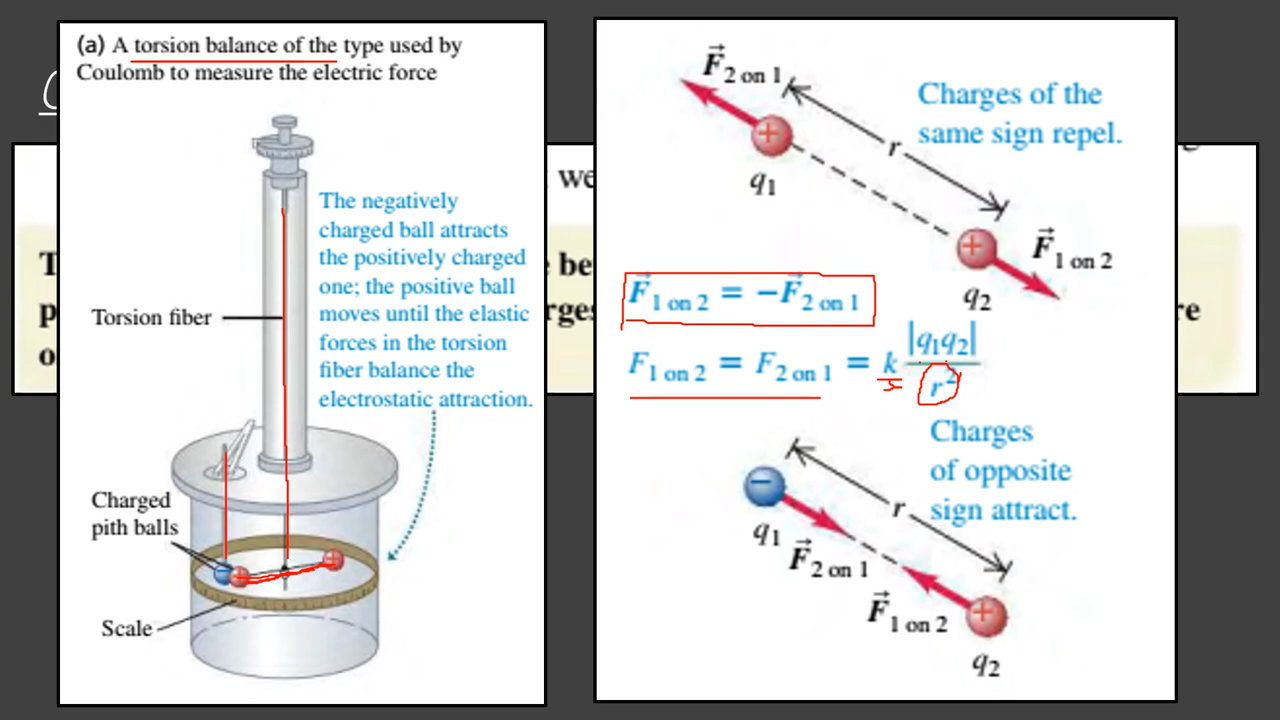 (a) A torsion balance of the type used by
Coulomb to measure the electric force
The negatively
charged ball attracts
the positively charged
one; the positive ball
moves until the elastic
forces in the torsion
fiber balance the
electrostatic attraction.
Torsion fiber
Charged
pith balls
Scale
we
be
rges
re
F⃗2 on 1
Charges of the
same sign repel.
r
q1
F⃗1 on 2
q2
F⃗1 on 2 = −F⃗2 on 1
F1 on 2 = F2 on 1 = k |q1q2| / r²
Charges
of opposite
sign attract.
r
q1
F⃗2 on 1
F⃗1 on 2
q2